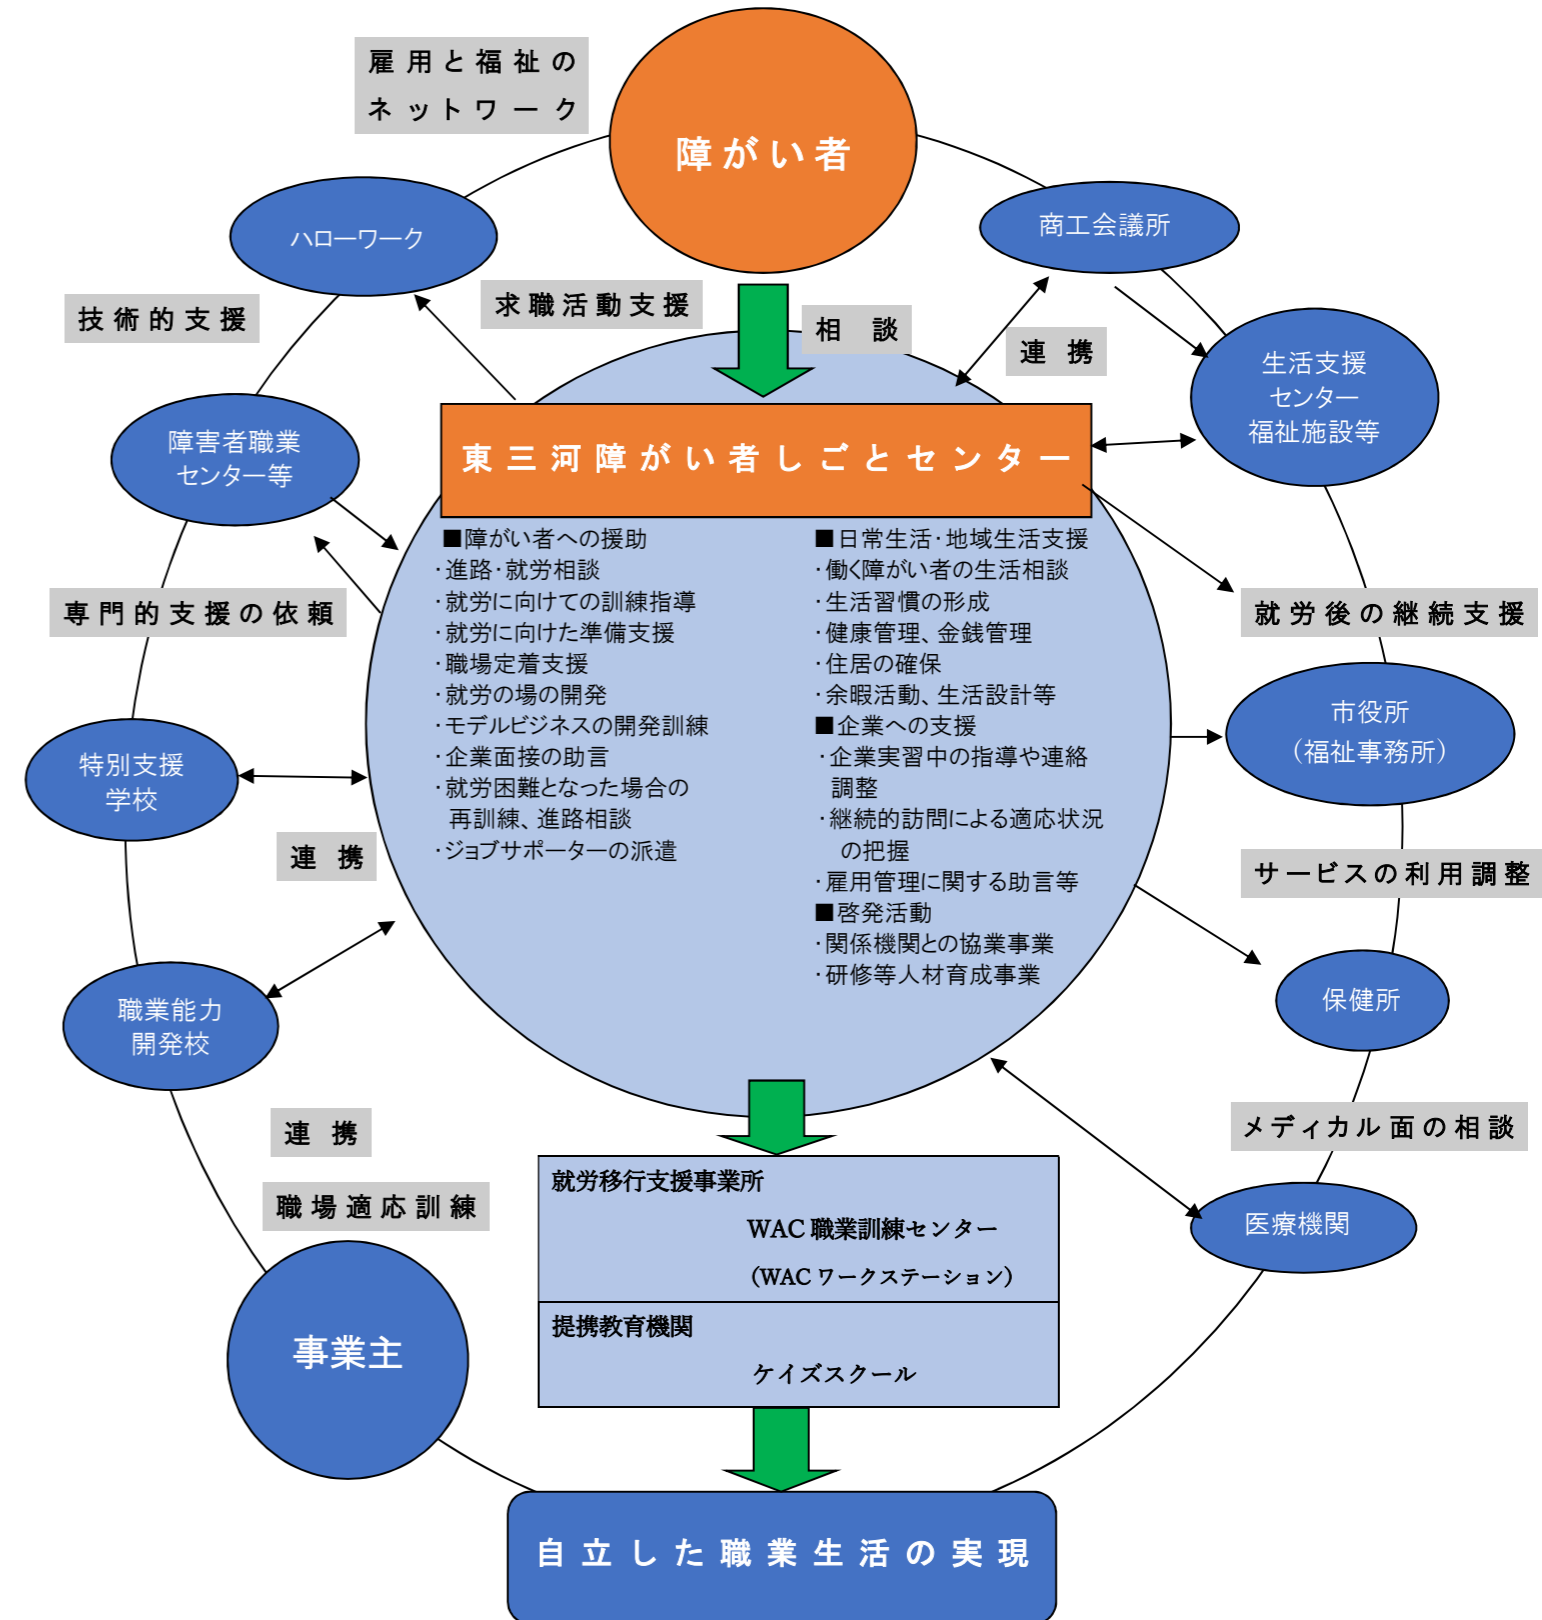 雇用と福祉の
ネットワーク
障がい者
ハローワーク
商工会議所
技術的支援
求職活動支援
相 談
連 携
生活支援
センター
福祉施設等
障害者職業
センター等
東三河障がい者しごとセンター
■障がい者への援助
・進路・就労相談
・就労に向けての訓練指導
・就労に向けた準備支援
・職場定着支援
・就労の場の開発
・モデルビジネスの開発訓練
・企業面接の助言
・就労困難となった場合の
再訓練、進路相談
・ジョブサポーターの派遣
■日常生活・地域生活支援
・働く障がい者の生活相談
・生活習慣の形成
・健康管理、金銭管理
・住居の確保
・余暇活動、生活設計等
■企業への支援
・企業実習中の指導や連絡
調整
・継続的訪問による適応状況
の把握
・雇用管理に関する助言等
■啓発活動
・関係機関との協業事業
・研修等人材育成事業
専門的支援の依頼
就労後の継続支援
特別支援
学校
市役所
（福祉事務所）
連 携
サービスの利用調整
職業能力
開発校
保健所
連 携
メディカル面の相談
職場適応訓練
医療機関
就労移行支援事業所
WAC 職業訓練センター
（WAC ワークステーション）
提携教育機関
ケイズスクール
事業主
自立した職業生活の実現